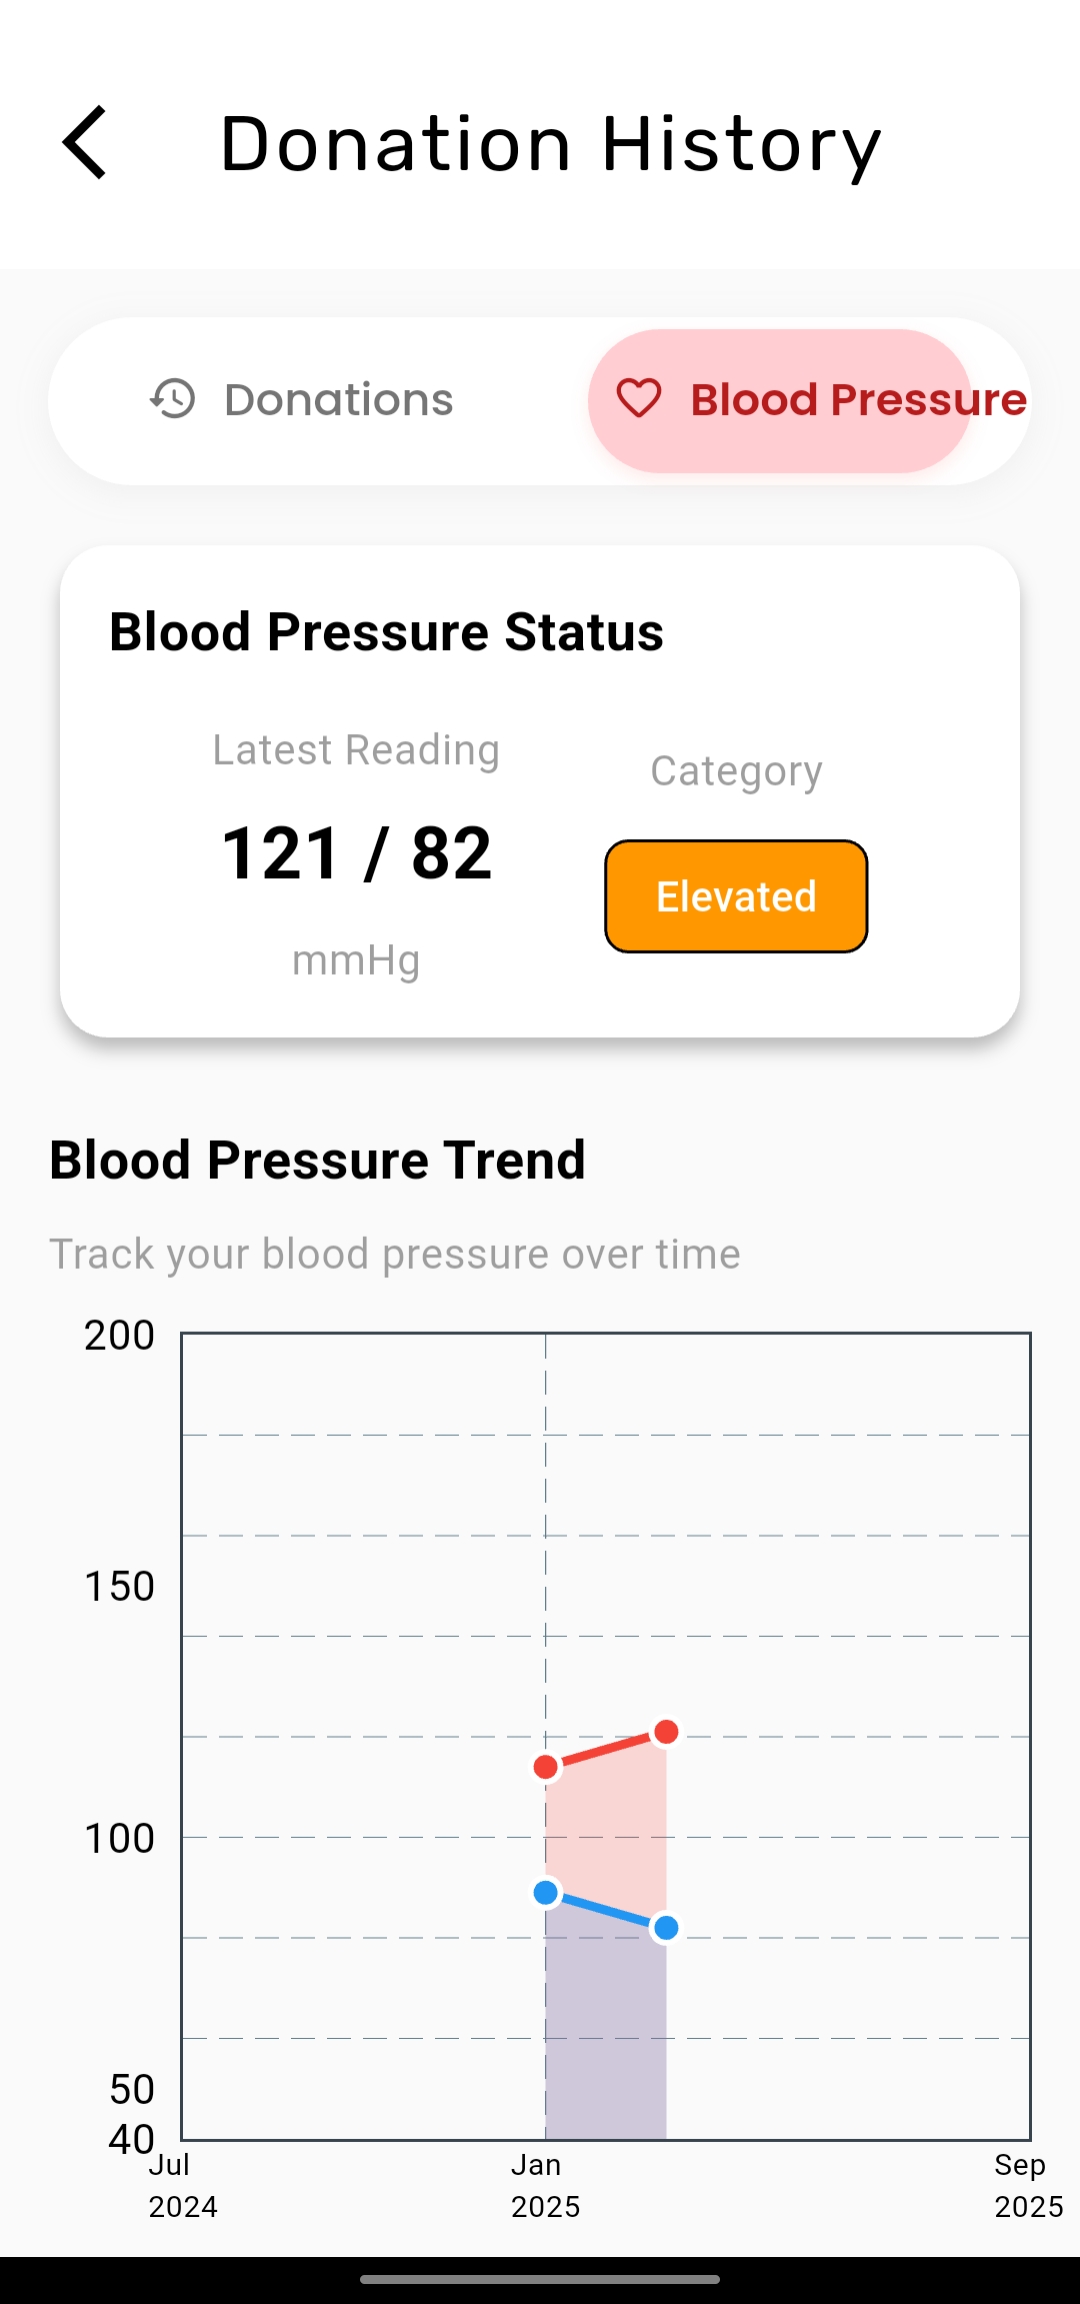 Donation History
Donations
Blood Pressure
Blood Pressure Status
Latest Reading
Category
121 / 82
Elevated
mmHg
Blood Pressure Trend
Track your blood pressure over time
200
150
100
50
40
Jul
2024
Jan
2025
Sep
2025